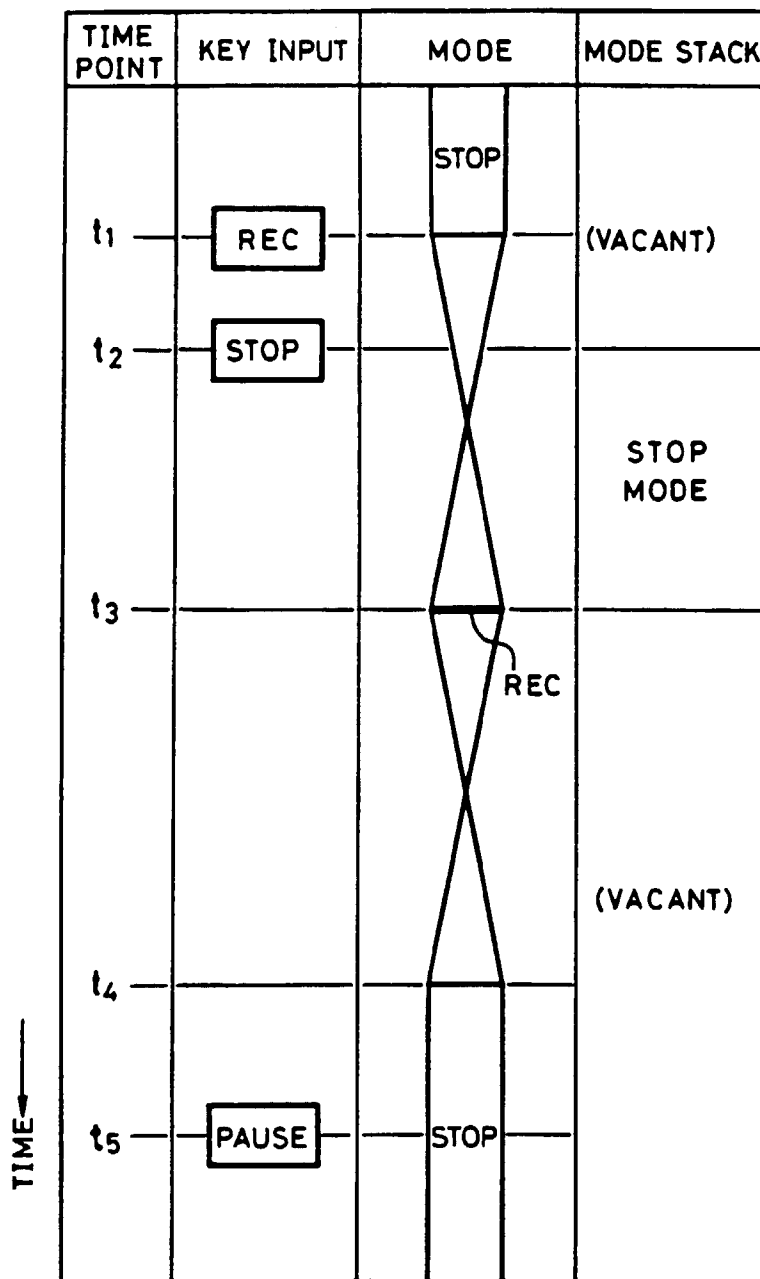 TIME POINT KEY INPUT MODE MODE STACK
STOP
t1 REC (VACANT)
t2 STOP
STOP
MODE
t3
REC
(VACANT)
t4
t5 PAUSE STOP
TIME